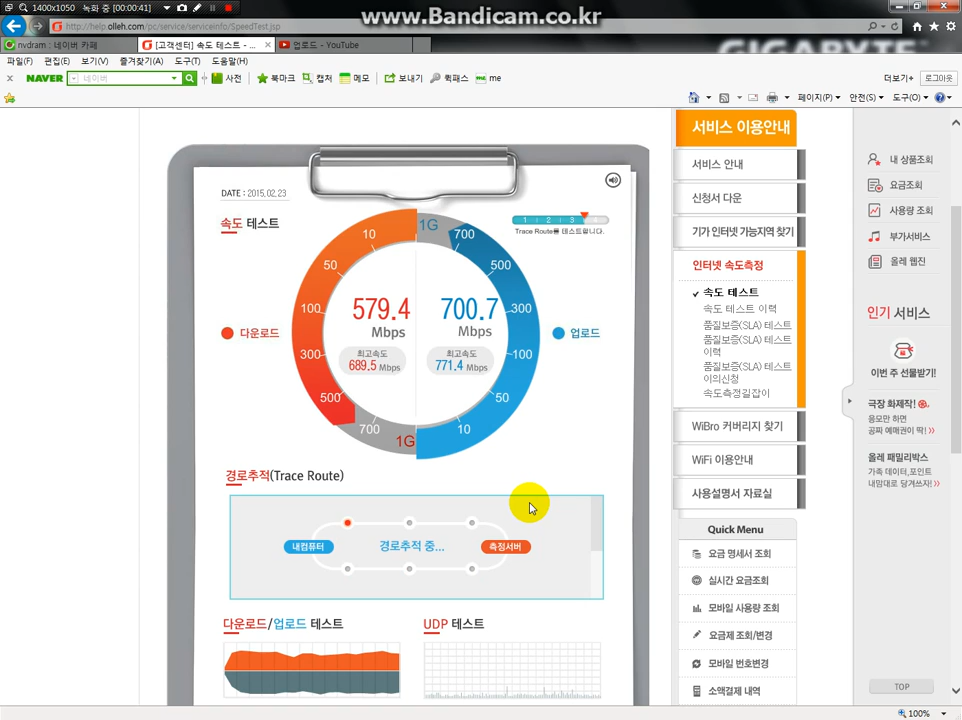 1400x1050 녹화 중 [00:00:41]
www.Bandicam.co.kr
http://help.olleh.com/pc/service/serviceinfo/SpeedTest.jsp
nvdram : 네이버 카페
[고객센터] 속도 테스트 - ...
업로드 - YouTube
GIGABYTE
파일(F) 편집(E) 보기(V) 즐겨찾기(A) 도구(T) 도움말(H)
NAVER 네이버 사전 북마크 캡처 메모 보내기 퀵패스 me 더보기+ 로그아웃
페이지(P) 안전(S) 도구(O)
DATE : 2015.02.23
속도 테스트
1 2 3 4
Trace Route를 테스트합니다.
10 50 100 300 500 700 1G
1G 700 500 300 100 50 10
다운로드
579.4
Mbps
최고속도
689.5 Mbps
700.7
Mbps
최고속도
771.4 Mbps
업로드
경로추적(Trace Route)
내컴퓨터
경로추적 중...
측정서버
다운로드/업로드 테스트
UDP 테스트
서비스 이용안내
서비스 안내
신청서 다운
기가 인터넷 가능지역 찾기
인터넷 속도측정
속도 테스트
속도 테스트 이력
품질보증(SLA) 테스트
품질보증(SLA) 테스트
이력
품질보증(SLA) 테스트
이의신청
속도측정길잡이
WiBro 커버리지 찾기
WiFi 이용안내
사용설명서 자료실
Quick Menu
요금 명세서 조회
실시간 요금조회
모바일 사용량 조회
요금제 조회/변경
모바일 번호변경
소액결제 내역
내 상품조회
요금조회
사용량 조회
부가서비스
올레 웹진
인기 서비스
이번 주 선물받기!
극장 화제작!
응모만 하면
공짜 예매권이 딱! »
올레 패밀리박스
가족 데이터,포인트
내맘대로 당겨쓰자! »
TOP
100%